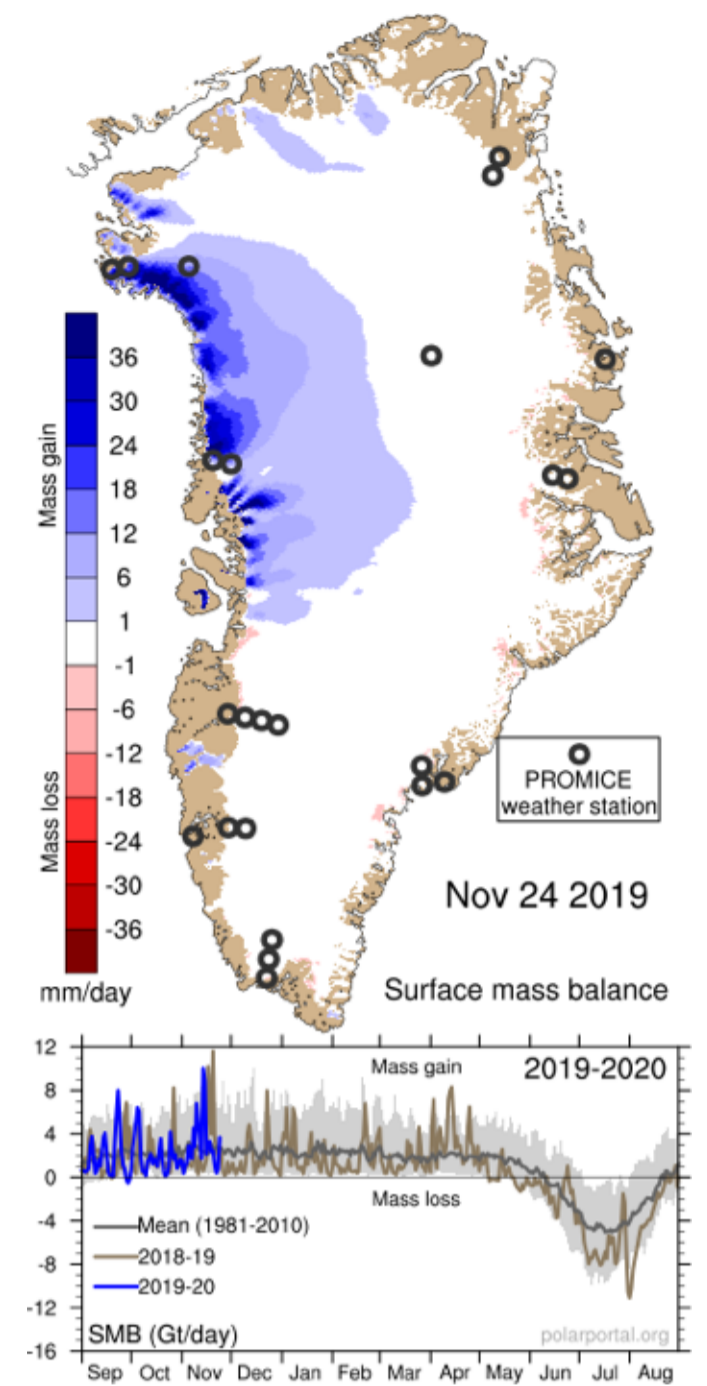 36
30
24
18
12
6
1
-1
-6
-12
-18
-24
-30
-36
Mass gain
Mass loss
mm/day
PROMICE
weather station
Nov 24 2019
Surface mass balance
12
8
4
0
-4
-8
-12
-16
Mass gain
2019-2020
Mass loss
Mean (1981-2010)
2018-19
2019-20
SMB (Gt/day)
polarportal.org
Sep Oct Nov Dec Jan Feb Mar Apr May Jun Jul Aug